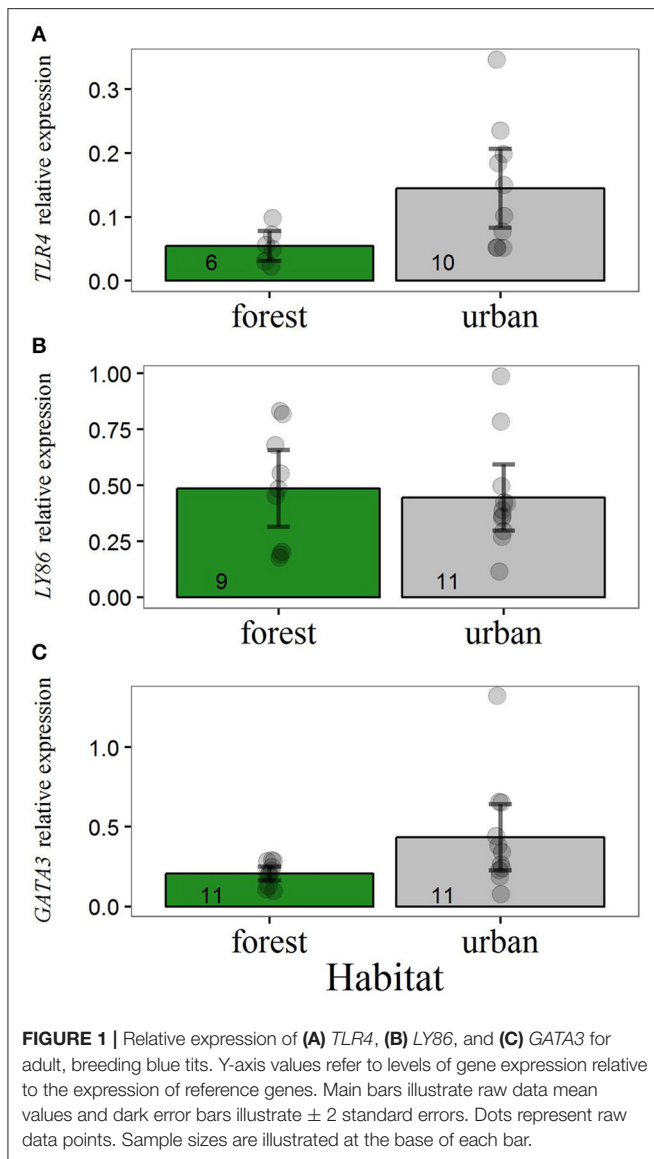 A
TLR4 relative expression
0.3
0.2
0.1
0.0
6
10
forest
urban
B
LY86 relative expression
1.00
0.75
0.50
0.25
0.00
9
11
forest
urban
C
GATA3 relative expression
1.0
0.5
0.0
11
11
forest
urban
Habitat
FIGURE 1 | Relative expression of (A) TLR4, (B) LY86, and (C) GATA3 for
adult, breeding blue tits. Y-axis values refer to levels of gene expression relative
to the expression of reference genes. Main bars illustrate raw data mean
values and dark error bars illustrate ± 2 standard errors. Dots represent raw
data points. Sample sizes are illustrated at the base of each bar.